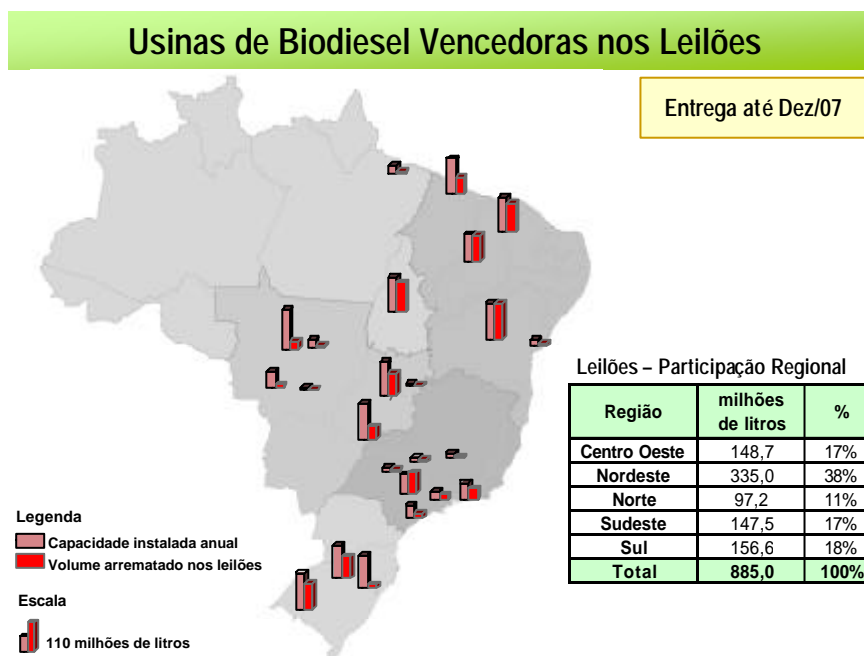 Usinas de Biodiesel Vencedoras nos Leilões
Entrega até Dez/07
Leilões – Participação Regional
Região milhões de litros %
Centro Oeste 148,7 17%
Nordeste 335,0 38%
Norte 97,2 11%
Sudeste 147,5 17%
Sul 156,6 18%
Total 885,0 100%
Legenda
Capacidade instalada anual
Volume arrematado nos leilões
Escala
110 milhões de litros